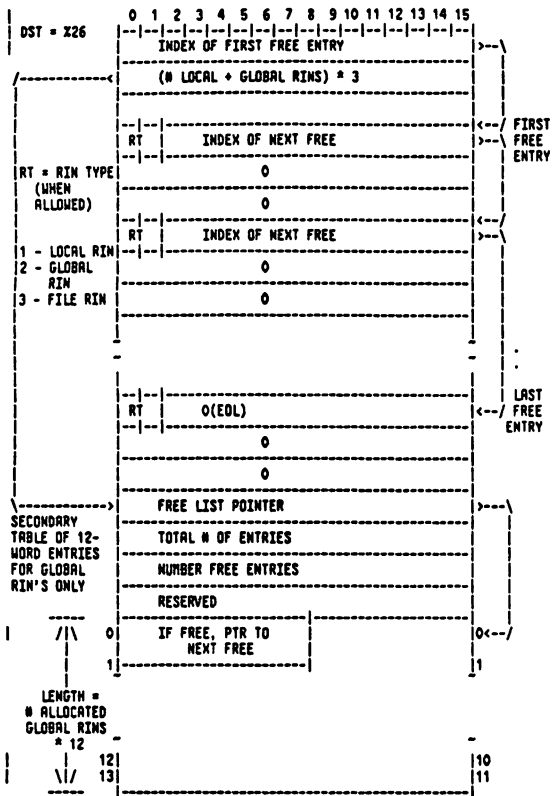 0 1 2 3 4 5 6 7 8 9 10 11 12 13 14 15
DST = %26
INDEX OF FIRST FREE ENTRY
(# LOCAL + GLOBAL RINS) * 3
FIRST
RT INDEX OF NEXT FREE FREE
ENTRY
RT = RIN TYPE 0
(WHEN
ALLOWED) 0
RT INDEX OF NEXT FREE
1 - LOCAL RIN
2 - GLOBAL 0
RIN
3 - FILE RIN 0
LAST
RT 0(EOL) FREE
ENTRY
0
0
FREE LIST POINTER
SECONDARY
TABLE OF 12- TOTAL # OF ENTRIES
WORD ENTRIES
FOR GLOBAL NUMBER FREE ENTRIES
RIN'S ONLY
RESERVED
0 IF FREE, PTR TO 0
NEXT FREE
1 1
LENGTH =
# ALLOCATED
GLOBAL RINS
* 12
12 10
13 11